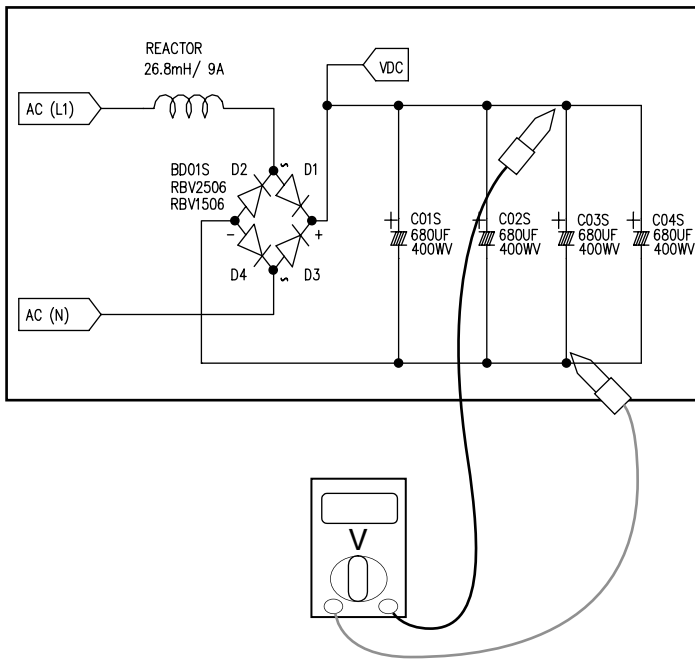 REACTOR
26.8mH/ 9A
VDC
AC (L1)
BD01S
RBV2506
RBV1506
D2
~
D1
-
+
D4
~
D3
+
C01S
680UF
400WV
+
C02S
680UF
400WV
+
C03S
680UF
400WV
+
C04S
680UF
400WV
AC (N)
V